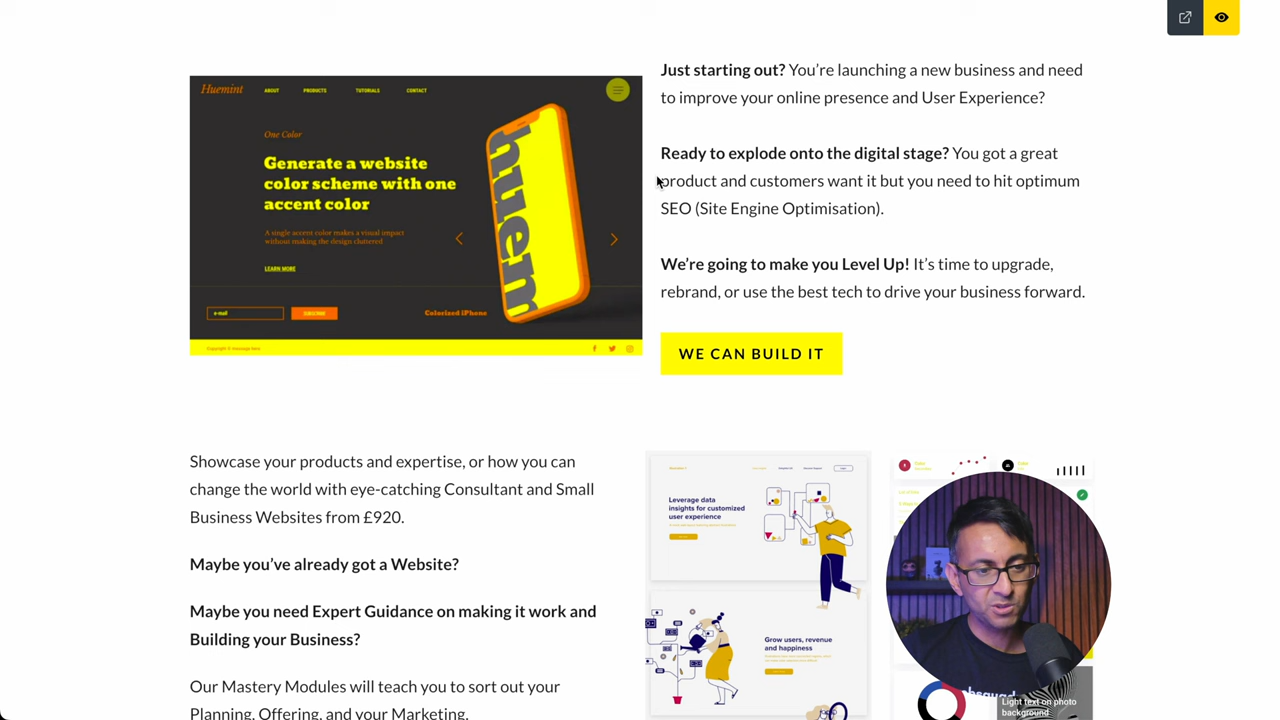 Just starting out? You’re launching a new business and need
to improve your online presence and User Experience?
Ready to explode onto the digital stage? You got a great
product and customers want it but you need to hit optimum
SEO (Site Engine Optimisation).
We’re going to make you Level Up! It’s time to upgrade,
rebrand, or use the best tech to drive your business forward.
WE CAN BUILD IT
Huemint
ABOUT
PRODUCTS
TUTORIALS
CONTACT
One Color
Generate a website
color scheme with one
accent color
A single accent color makes a visual impact
without making the design cluttered
LEARN MORE
huem
e-mail
SUBSCRIBE
Colorized iPhone
Showcase your products and expertise, or how you can
change the world with eye-catching Consultant and Small
Business Websites from £920.
Maybe you’ve already got a Website?
Maybe you need Expert Guidance on making it work and
Building your Business?
Our Mastery Modules will teach you to sort out your
Planning, Offering, and your Marketing.
Leverage data
insights for customized
user experience
Grow users, revenue
and happiness
Light text on photo
background